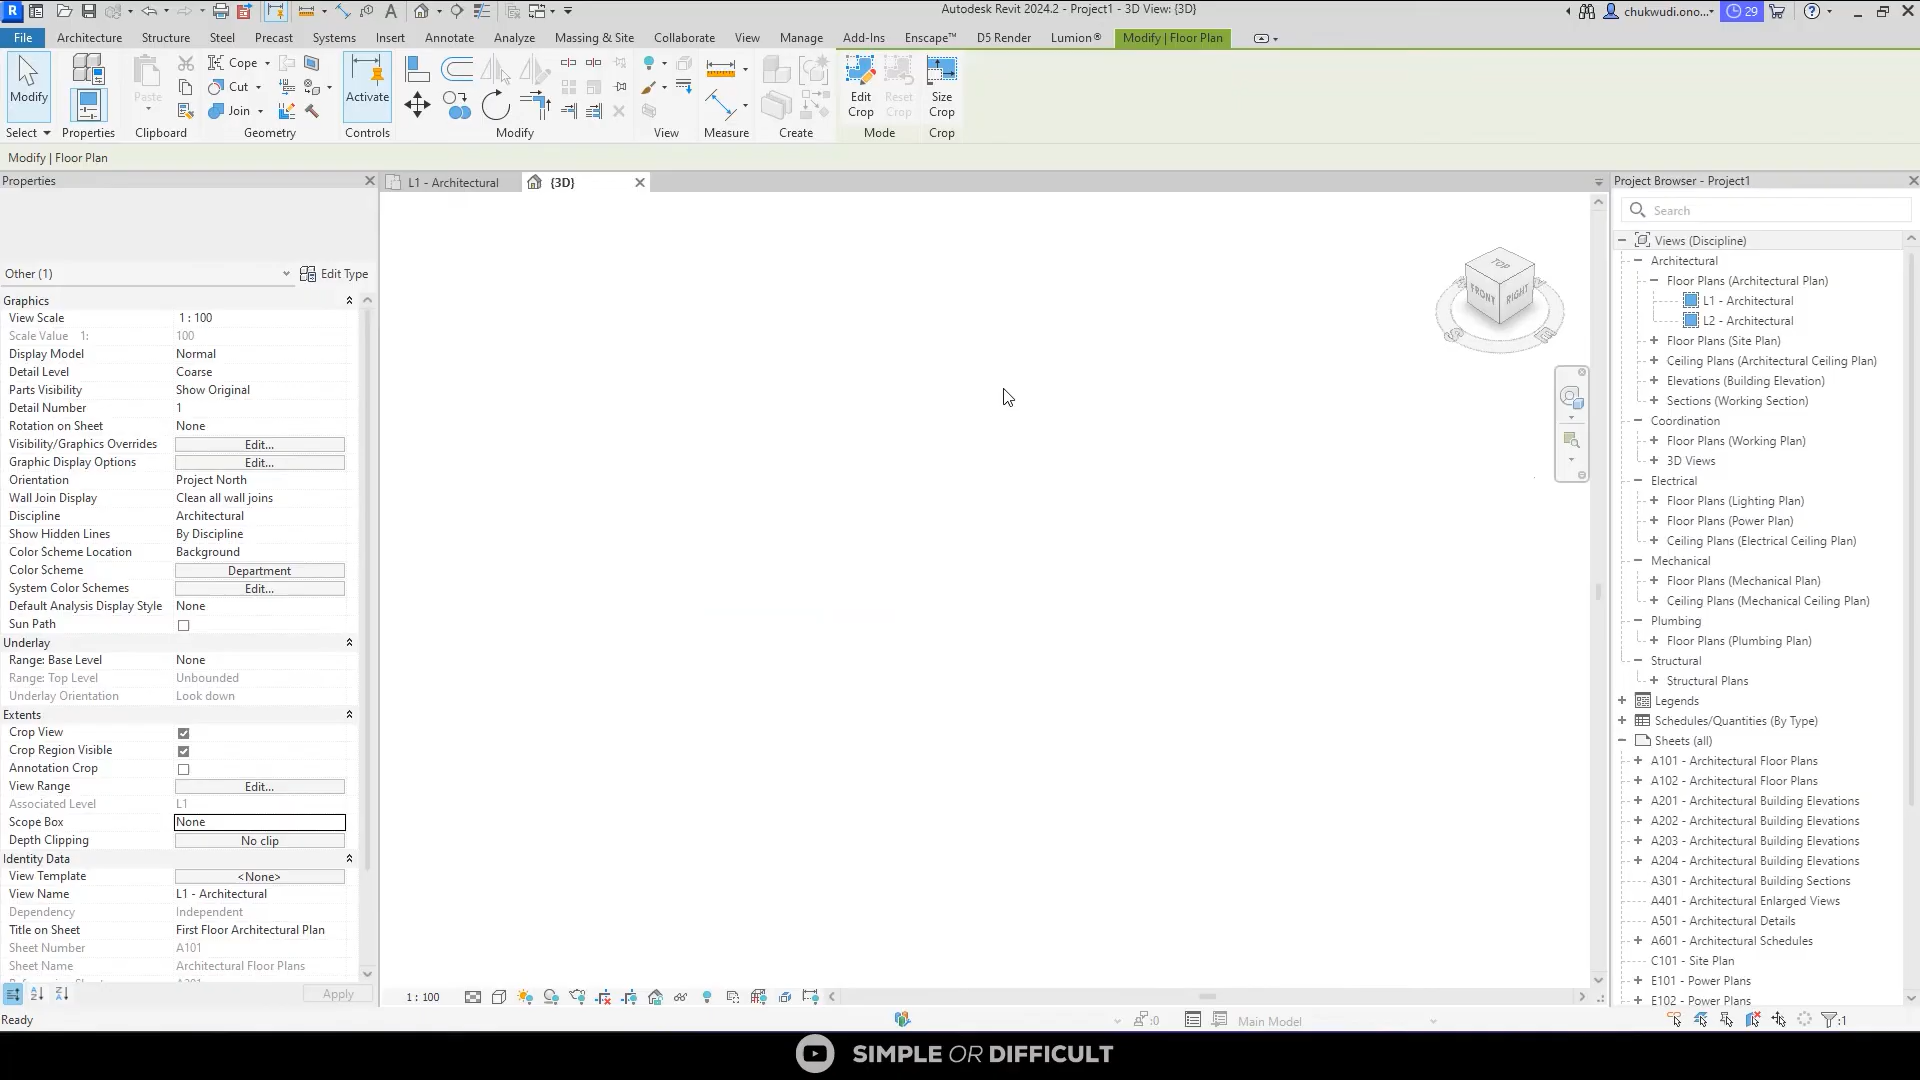 Autodesk Revit 2024.2 - Project1 - 3D View: {3D}
chukwudi.ono...
29
File Architecture Structure Steel Precast Systems Insert Annotate Analyze Massing & Site Collaborate View Manage Add-Ins Enscape™ D5 Render Lumion® Modify | Floor Plan
Modify
Paste
Cope
Cut
Join
Activate
Edit Crop
Reset Crop
Size Crop
Select Properties Clipboard Geometry Controls Modify View Measure Create Mode Crop
Modify | Floor Plan
Properties
Other (1)
Edit Type
Graphics
View Scale 1 : 100
Scale Value 1: 100
Display Model Normal
Detail Level Coarse
Parts Visibility Show Original
Detail Number 1
Rotation on Sheet None
Visibility/Graphics Overrides Edit...
Graphic Display Options Edit...
Orientation Project North
Wall Join Display Clean all wall joins
Discipline Architectural
Show Hidden Lines By Discipline
Color Scheme Location Background
Color Scheme Department
System Color Schemes Edit...
Default Analysis Display Style None
Sun Path
Underlay
Range: Base Level None
Range: Top Level Unbounded
Underlay Orientation Look down
Extents
Crop View
Crop Region Visible
Annotation Crop
View Range Edit...
Associated Level L1
Scope Box None
Depth Clipping No clip
Identity Data
View Template <None>
View Name L1 - Architectural
Dependency Independent
Title on Sheet First Floor Architectural Plan
Sheet Number A101
Sheet Name Architectural Floor Plans
Apply
L1 - Architectural
{3D}
TOP
FRONT
RIGHT
1 : 100
Project Browser - Project1
Search
Views (Discipline)
Architectural
Floor Plans (Architectural Plan)
L1 - Architectural
L2 - Architectural
Floor Plans (Site Plan)
Ceiling Plans (Architectural Ceiling Plan)
Elevations (Building Elevation)
Sections (Working Section)
Coordination
Floor Plans (Working Plan)
3D Views
Electrical
Floor Plans (Lighting Plan)
Floor Plans (Power Plan)
Ceiling Plans (Electrical Ceiling Plan)
Mechanical
Floor Plans (Mechanical Plan)
Ceiling Plans (Mechanical Ceiling Plan)
Plumbing
Floor Plans (Plumbing Plan)
Structural
Structural Plans
Legends
Schedules/Quantities (By Type)
Sheets (all)
A101 - Architectural Floor Plans
A102 - Architectural Floor Plans
A201 - Architectural Building Elevations
A202 - Architectural Building Elevations
A203 - Architectural Building Elevations
A204 - Architectural Building Elevations
A301 - Architectural Building Sections
A401 - Architectural Enlarged Views
A501 - Architectural Details
A601 - Architectural Schedules
C101 - Site Plan
E101 - Power Plans
E102 - Power Plans
Ready
:0
Main Model
:1
SIMPLE OR DIFFICULT